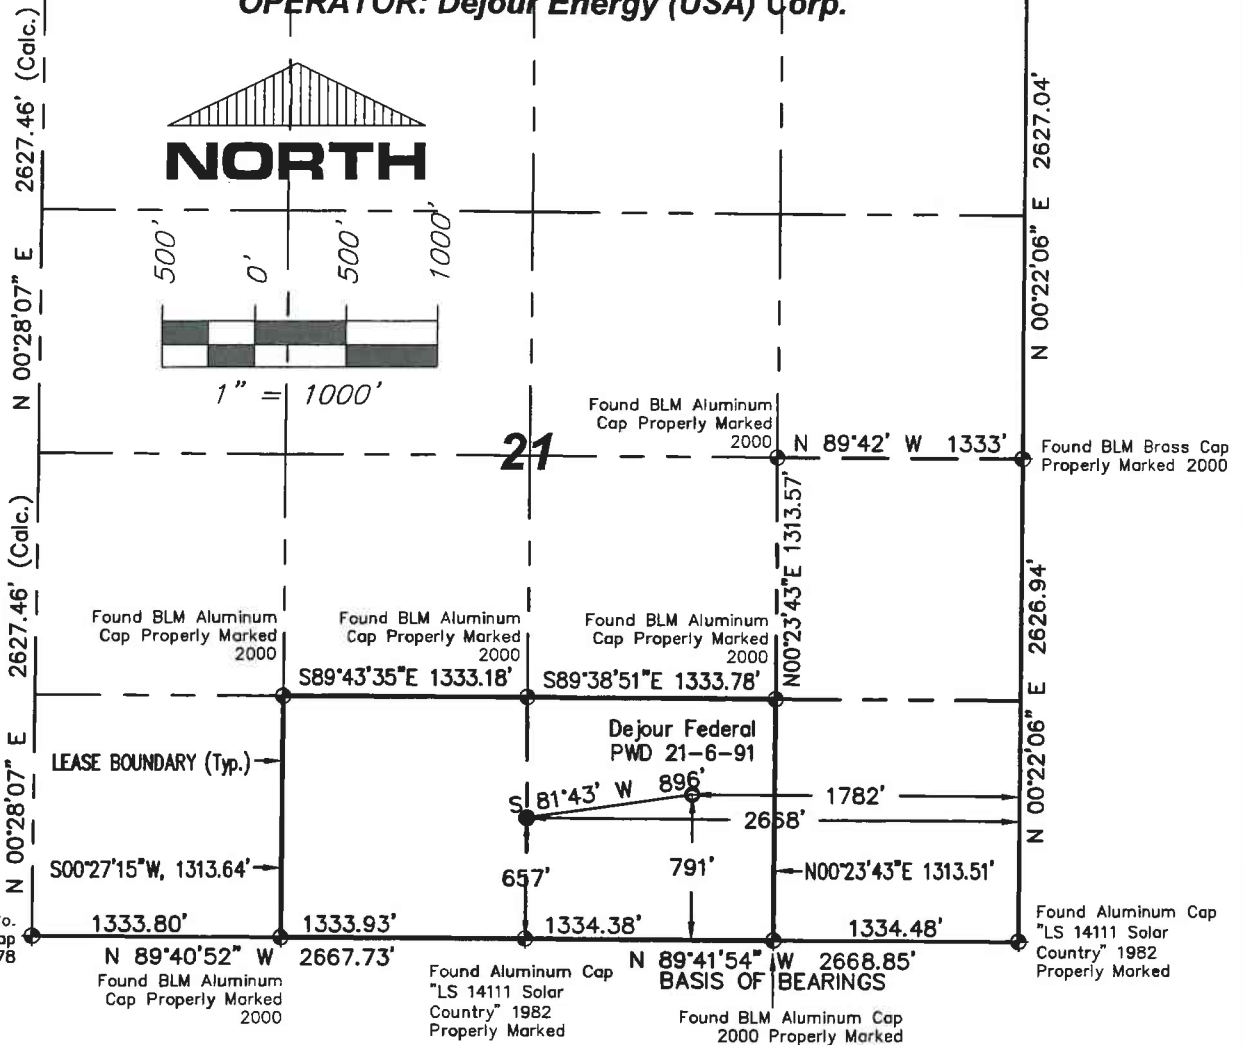 OPERATOR: Dejour Energy (USA) Corp.
N 00°28'07" E 2627.46' (Calc.)
NORTH
500'
0'
500'
1000'
1" = 1000'
N 00°22'06" E 2627.04'
Found BLM Aluminum
Cap Properly Marked
2000
N 89°42' W 1333'
Found BLM Brass Cap
Properly Marked 2000
21
N00°23'43"E 1313.57'
N 00°28'07" E 2627.46' (Calc.)
N 00°22'06" E 2626.94'
Found BLM Aluminum
Cap Properly Marked
2000
Found BLM Aluminum
Cap Properly Marked
2000
Found BLM Aluminum
Cap Properly Marked
2000
S89°43'35"E 1333.18'
S89°38'51"E 1333.78'
Dejour Federal
PWD 21-6-91
LEASE BOUNDARY (Typ.)
S 81°43' W 896'
1782'
2668'
S00°27'15"W, 1313.64'
657'
791'
N00°23'43"E 1313.51'
1333.80'
1333.93'
1334.38'
1334.48'
N 89°40'52" W 2667.73'
N 89°41'54" W 2668.85'
BASIS OF BEARINGS
Found BLM Aluminum
Cap Properly Marked
2000
Found Aluminum Cap
"LS 14111 Solar
Country" 1982
Properly Marked
Found BLM Aluminum Cap
2000 Properly Marked
Found Aluminum Cap
"LS 14111 Solar
Country" 1982
Properly Marked